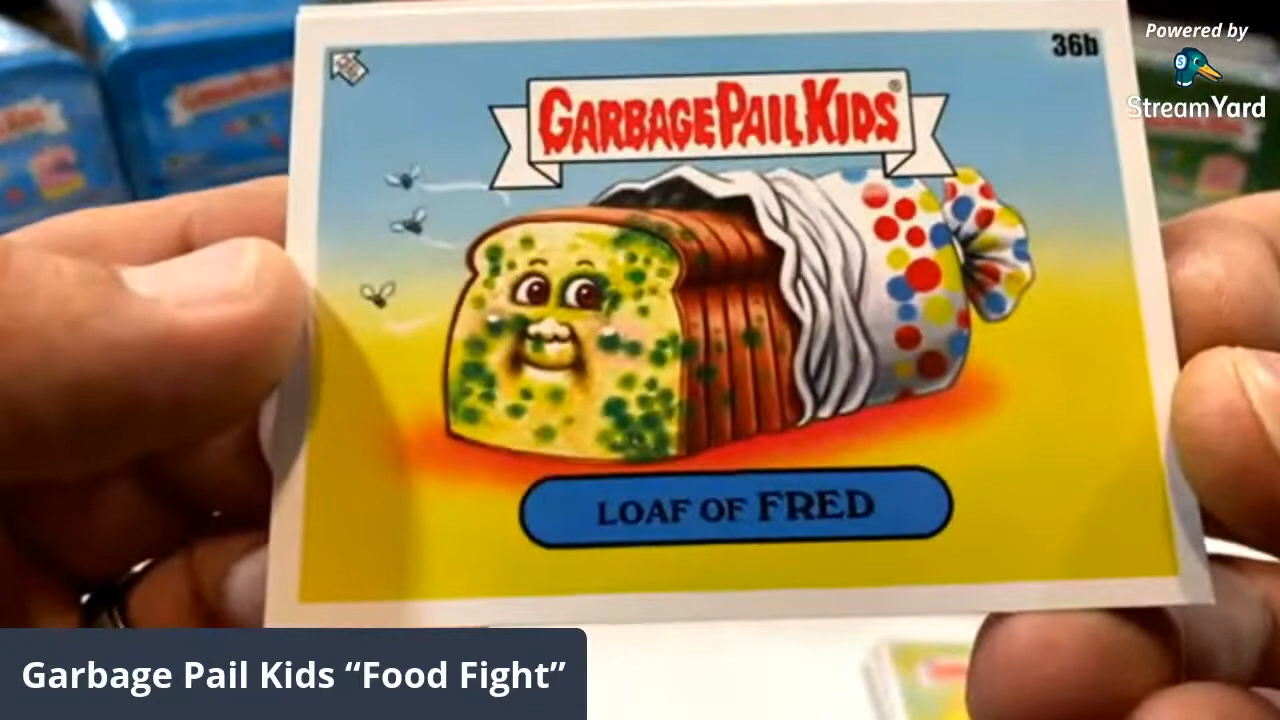 Powered by
StreamYard
36b
GARBAGE PAIL KIDS®
LOAF OF FRED
Garbage Pail Kids “Food Fight”